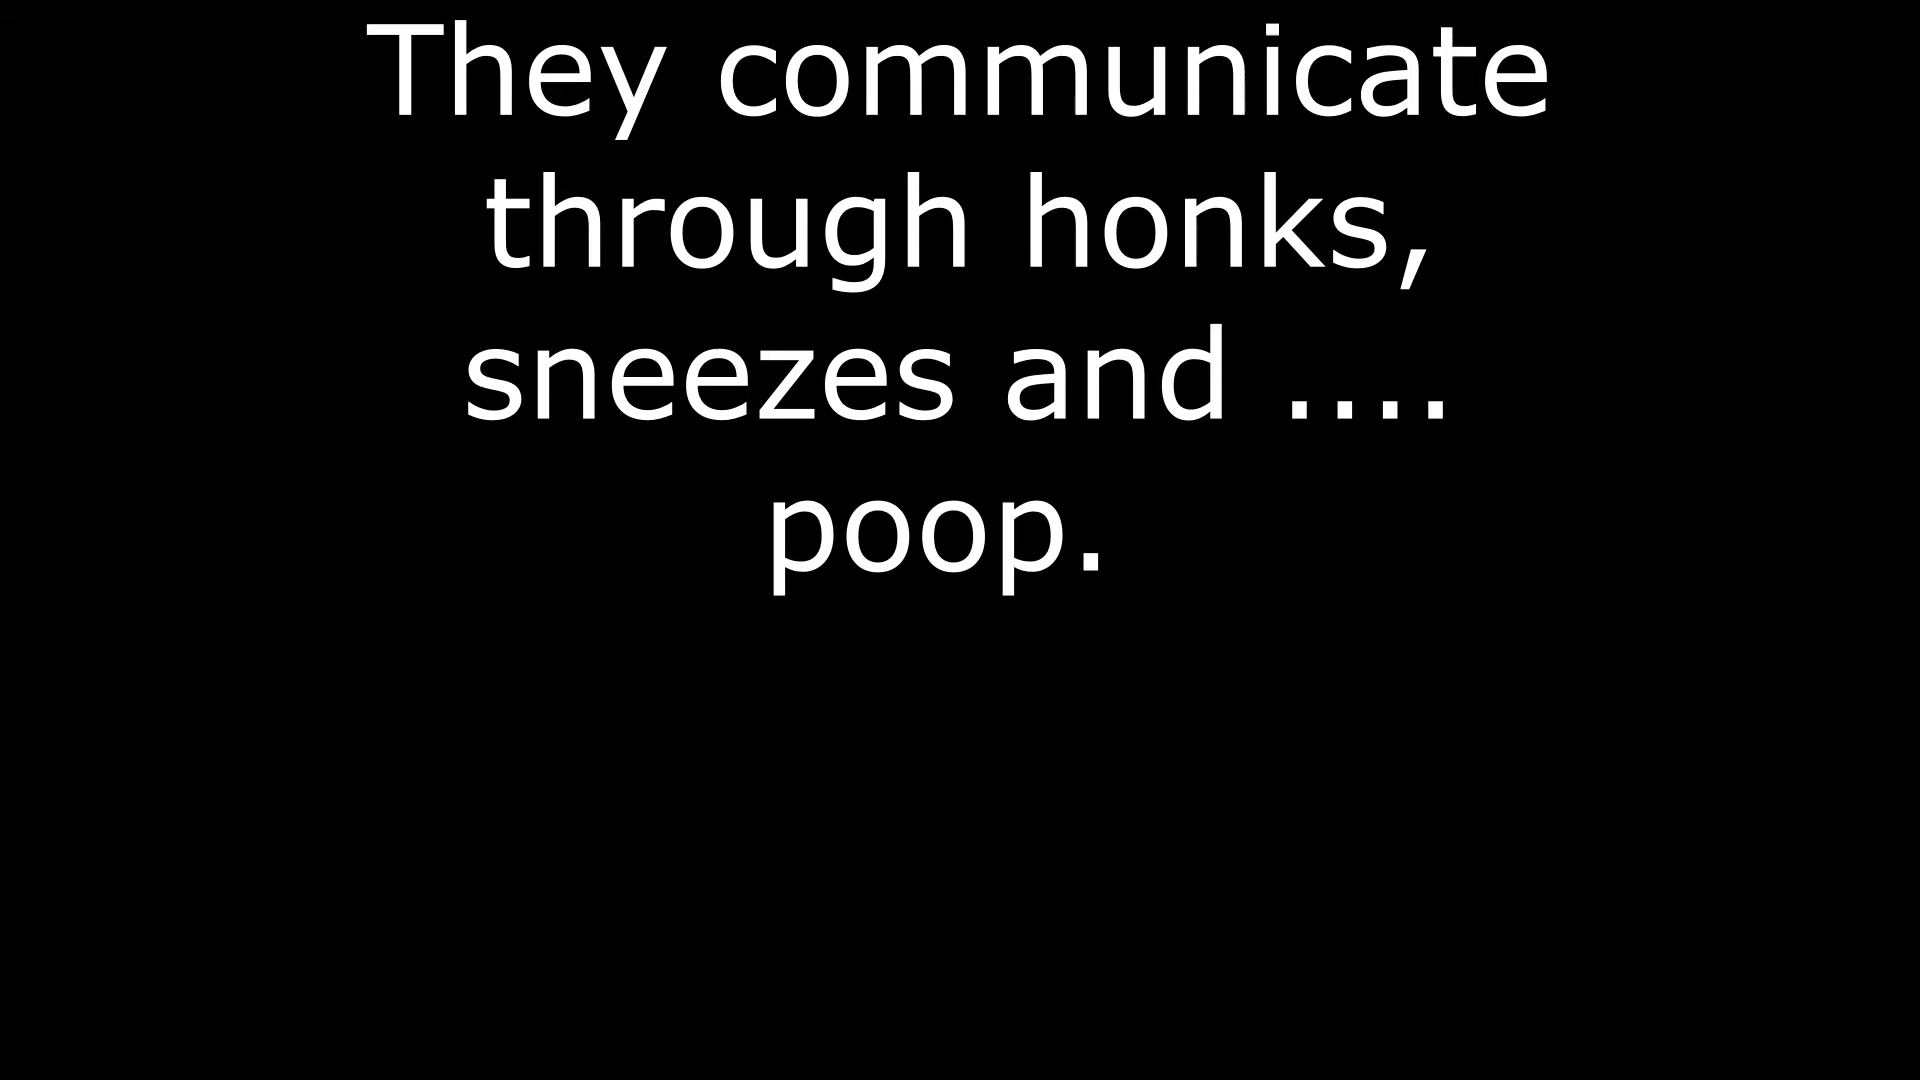 They communicate
through honks,
sneezes and ....
poop.